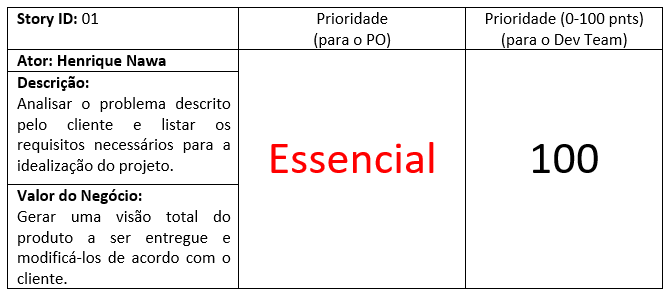 Story ID: 01
Prioridade
(para o PO)
Prioridade (0-100 pnts)
(para o Dev Team)
Ator: Henrique Nawa
Descrição:
Analisar o problema descrito
pelo cliente e listar os
requisitos necessários para a
idealização do projeto.
Essencial
100
Valor do Negócio:
Gerar uma visão total do
produto a ser entregue e
modificá-los de acordo com o
cliente.